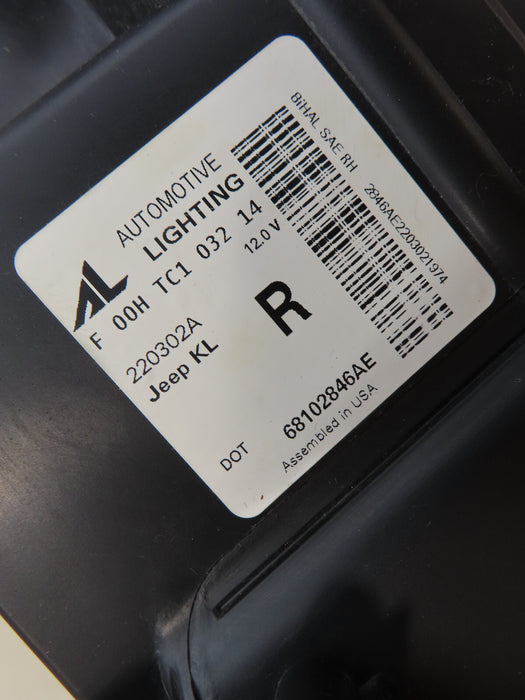 AL
AUTOMOTIVE
LIGHTING
F 00H TC1 032 14
12.0 V
220302A
Jeep KL
R
DOT
68102846AE
Assembled in USA
BiHAL SAE RH
2846AE2203021974